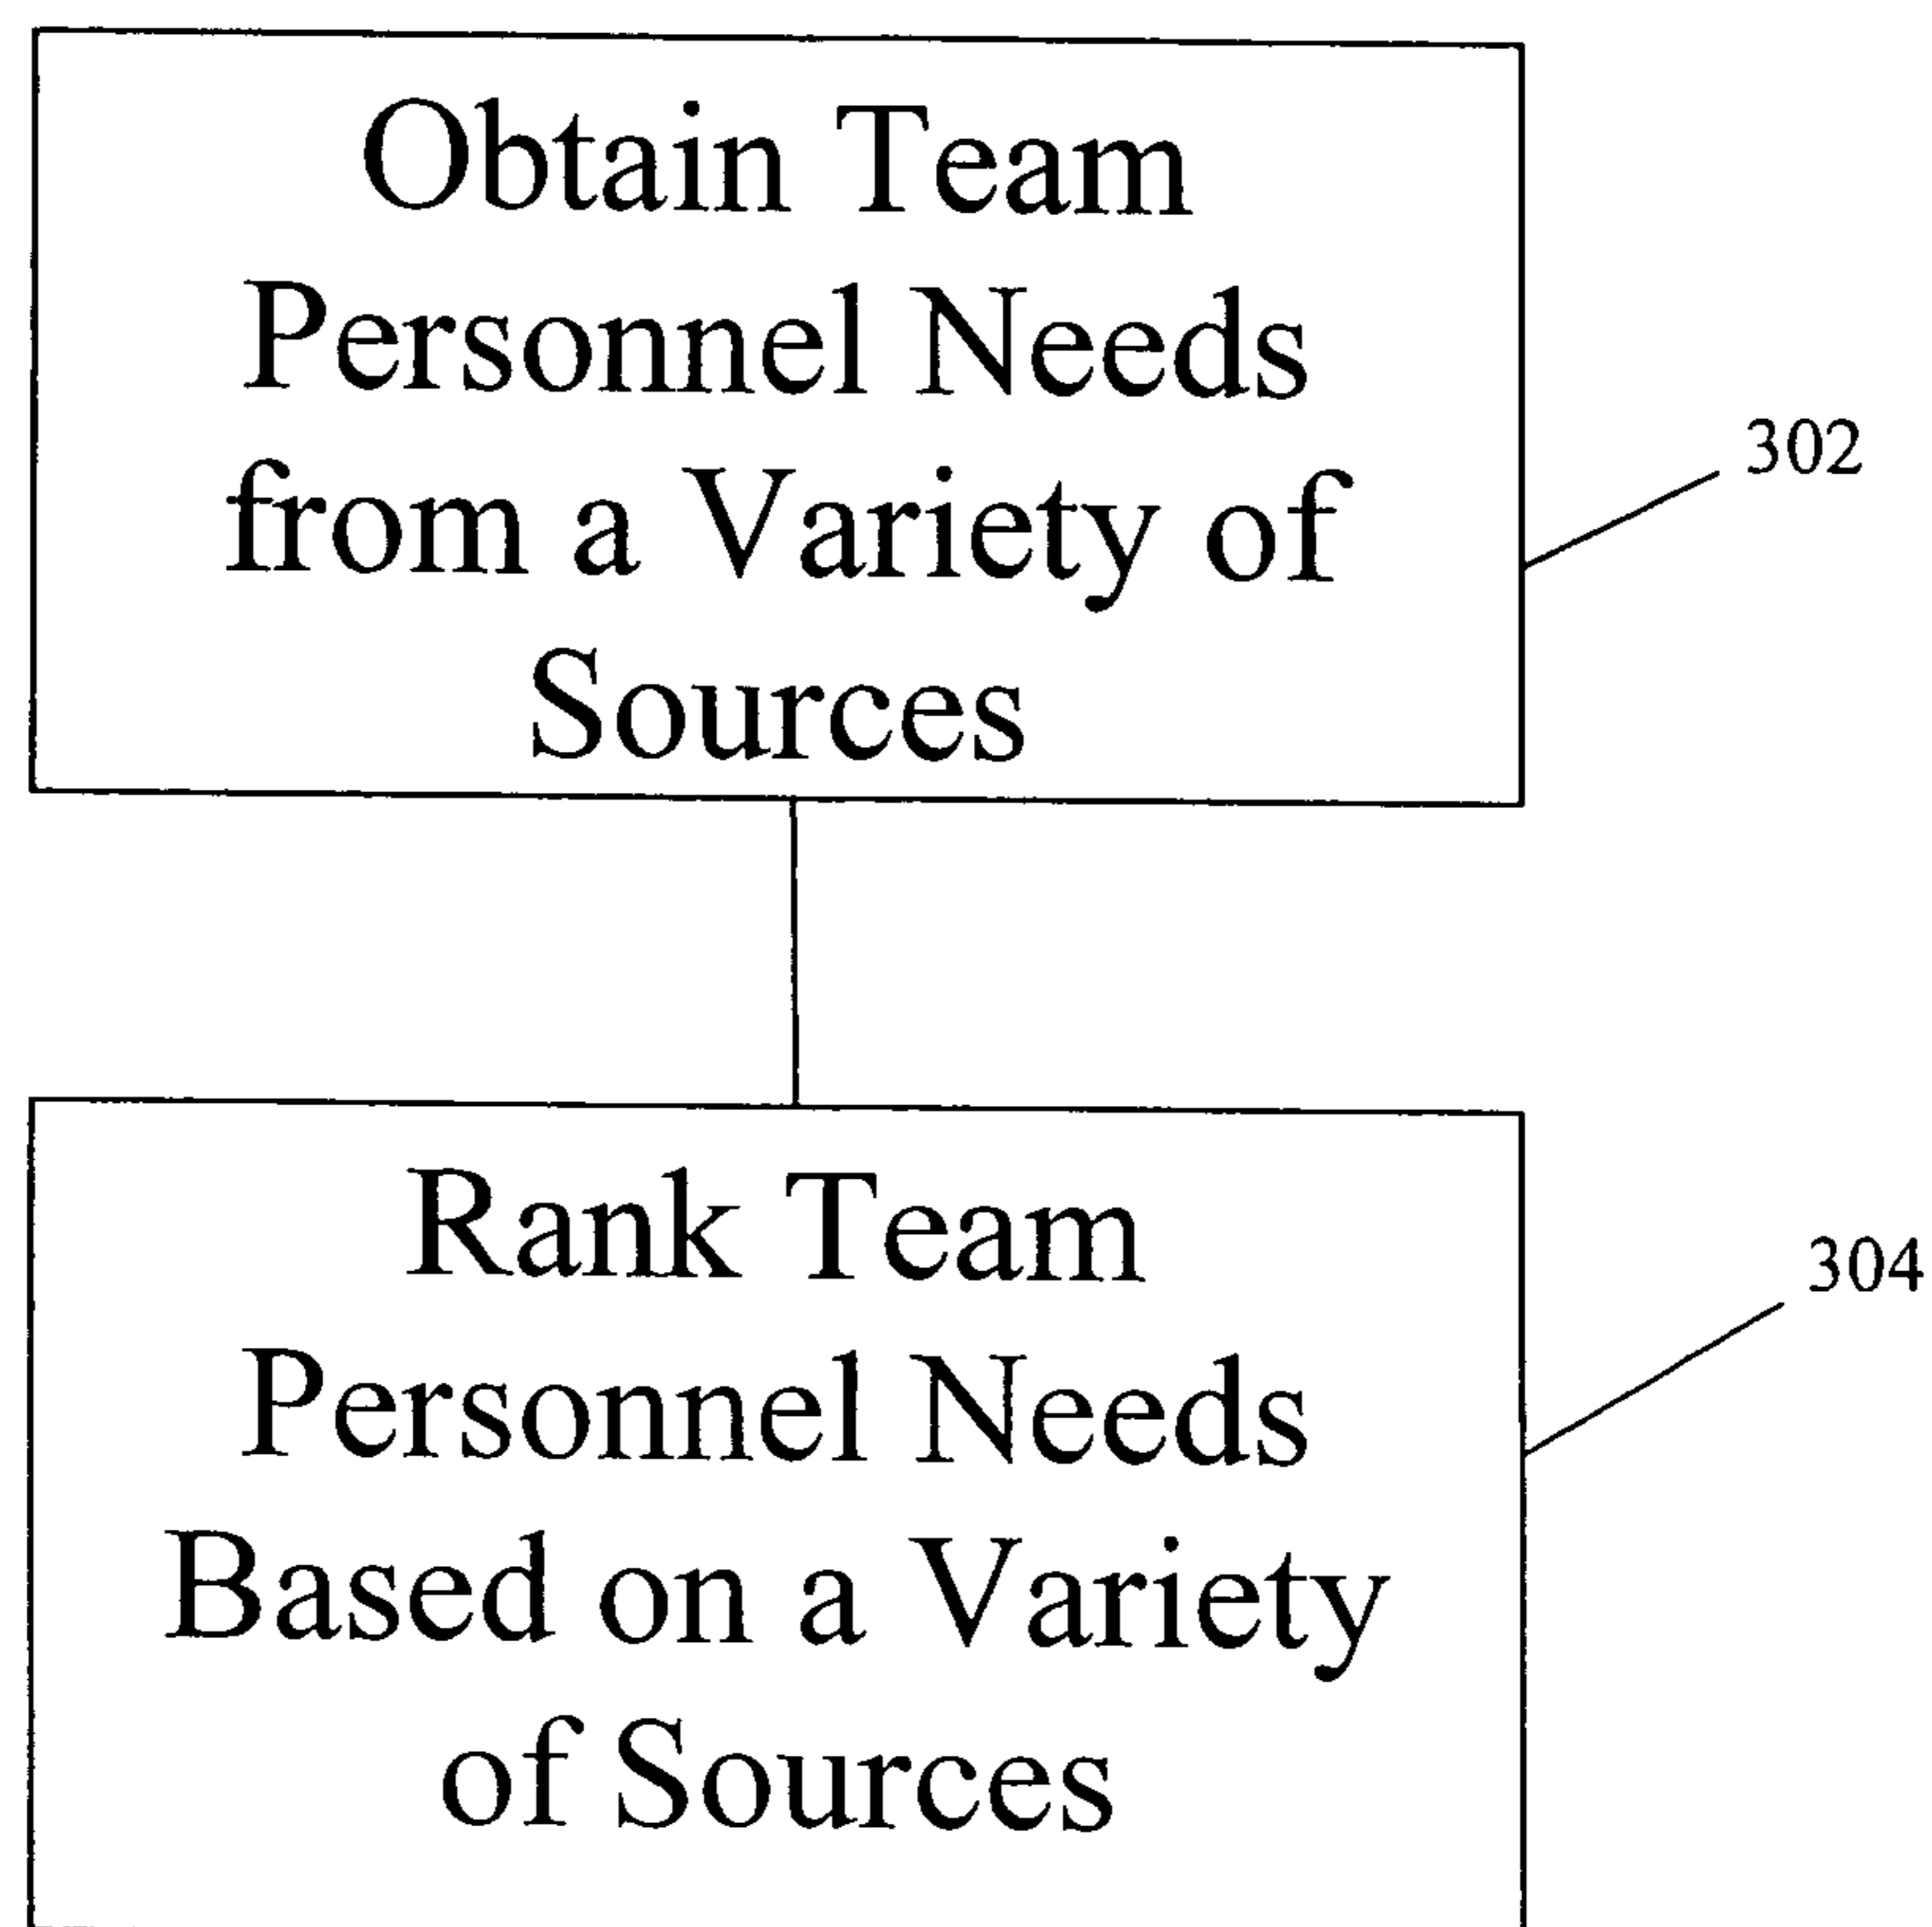 Obtain Team
Personnel Needs
from a Variety of
Sources
302
Rank Team
Personnel Needs
Based on a Variety
of Sources
304